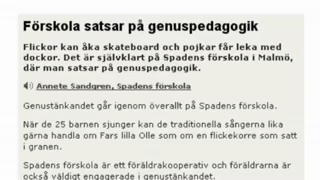 Förskola satsar på genuspedagogik
Flickor kan åka skateboard och pojkar får leka med
dockor. Det är självklart på Spadens förskola i Malmö,
där man satsar på genuspedagogik.
Annete Sandgren, Spadens förskola
Genustänkandet går igenom överallt på Spadens förskola.
När de 25 barnen sjunger kan de traditionella sångerna lika
gärna handla om Fars lilla Olle som om en flickekorre som satt
i granen.
Spadens förskola är ett föräldrakooperativ och föräldrarna är
också väldigt engagerade i genustänkandet.